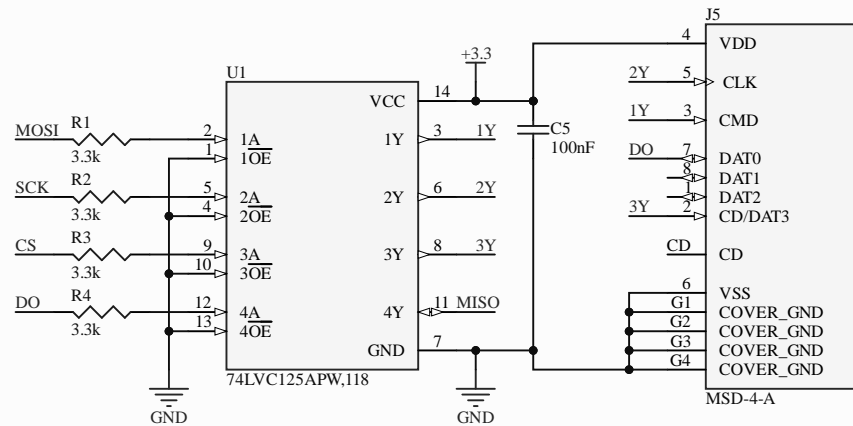 J5
4 VDD
+3.3
U1
2Y 5 CLK
14 VCC
1Y 3 CMD
MOSI R1 3.3k 2 1A
1Y 3 1Y
C5
100nF
1 1OE
DO 7 DAT0
8 DAT1
SCK R2 3.3k 5 2A
2Y 6 2Y
1 DAT2
4 2OE
3Y 2 CD/DAT3
CS R3 3.3k 9 3A
3Y 8 3Y
CD CD
10 3OE
6 VSS
DO R4 3.3k 12 4A
4Y 11 MISO
G1 COVER_GND
13 4OE
G2 COVER_GND
GND 7
G3 COVER_GND
G4 COVER_GND
74LVC125APW,118
MSD-4-A
GND
GND